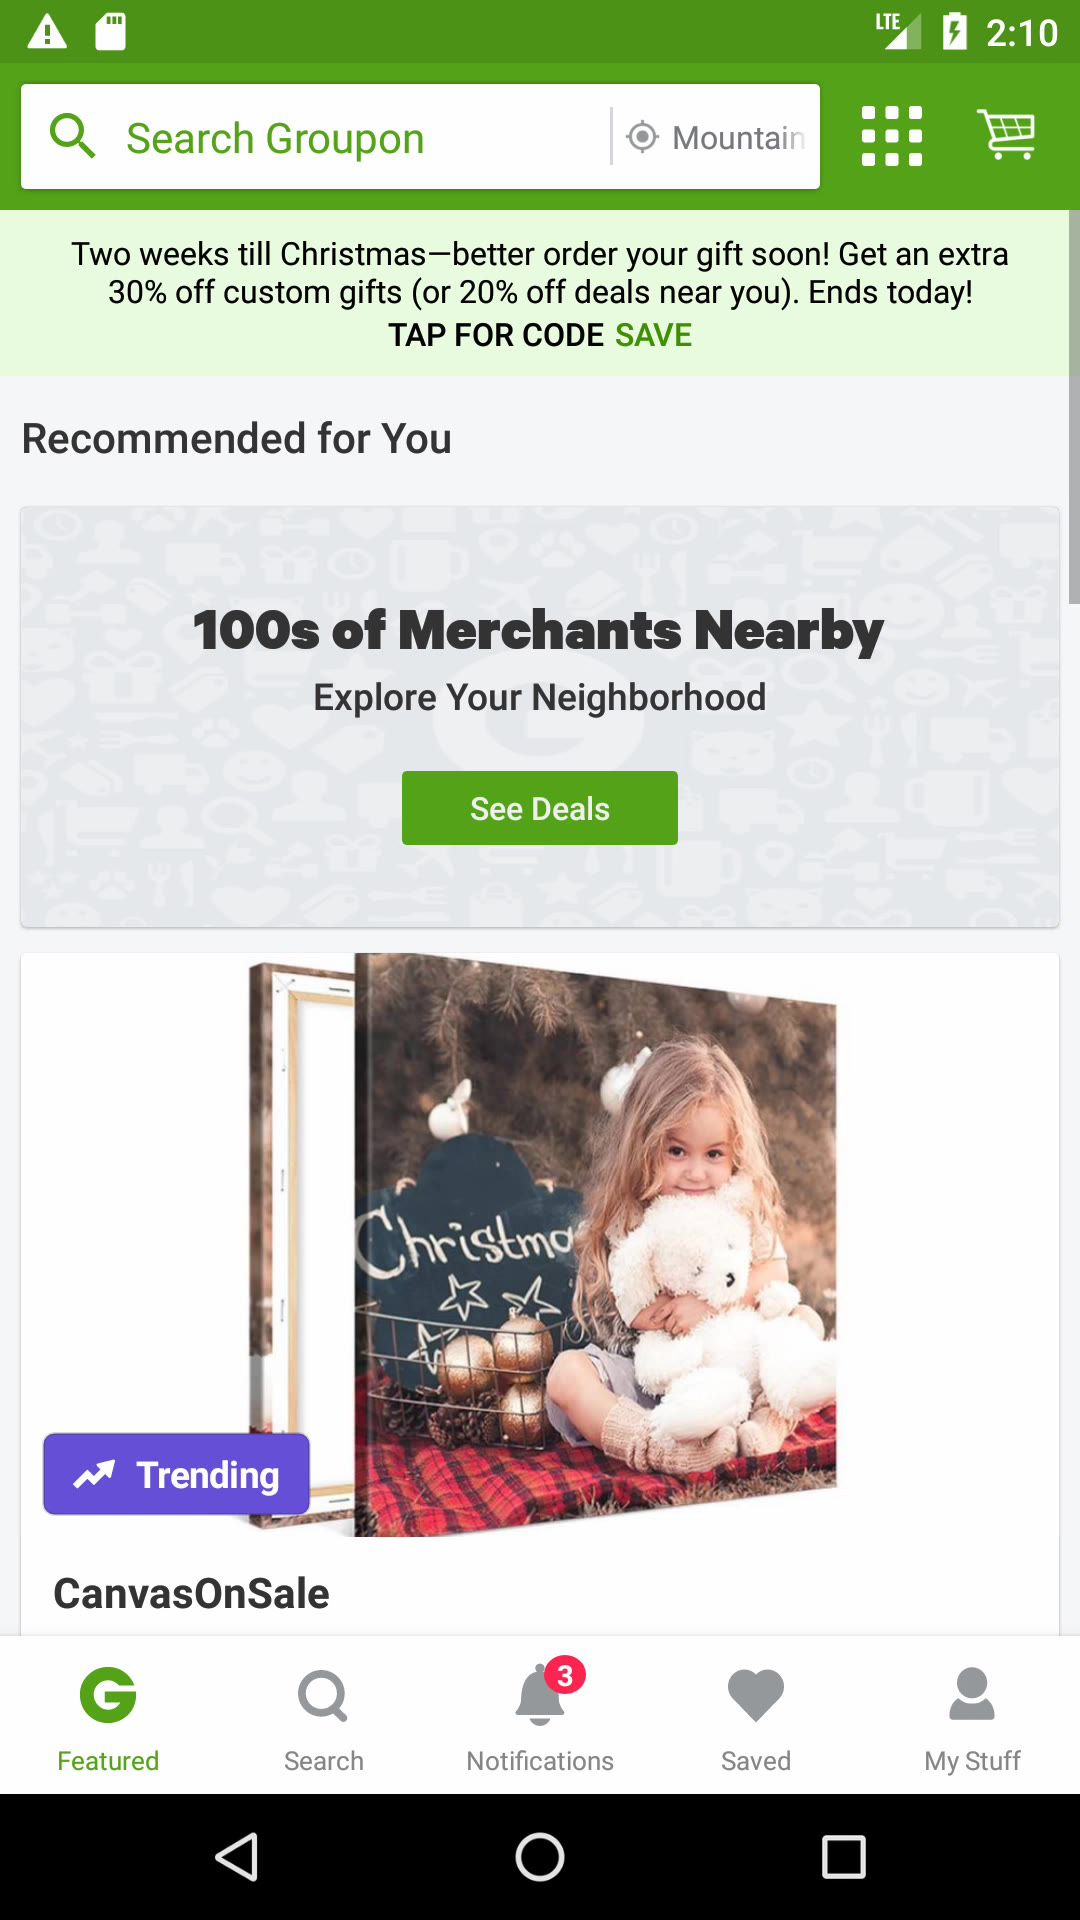 LTE 2:10
Search Groupon Mountain
Two weeks till Christmas—better order your gift soon! Get an extra
30% off custom gifts (or 20% off deals near you). Ends today!
TAP FOR CODE SAVE
Recommended for You
100s of Merchants Nearby
Explore Your Neighborhood
See Deals
Christma
Trending
CanvasOnSale
3
Featured Search Notifications Saved My Stuff